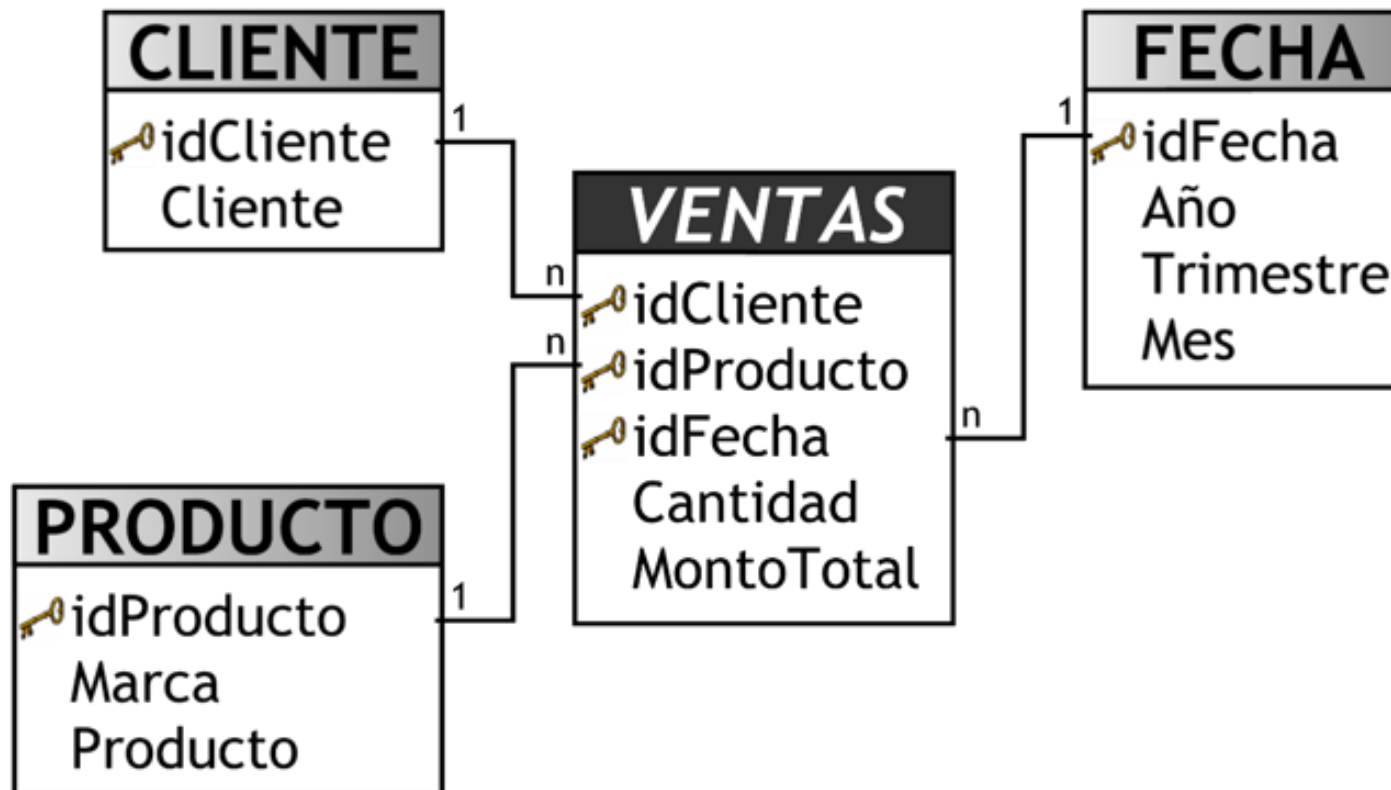 CLIENTE
idCliente
Cliente
1
n
VENTAS
idCliente
idProducto
idFecha
Cantidad
MontoTotal
n
n
1
FECHA
idFecha
Año
Trimestre
Mes
PRODUCTO
idProducto
Marca
Producto
1